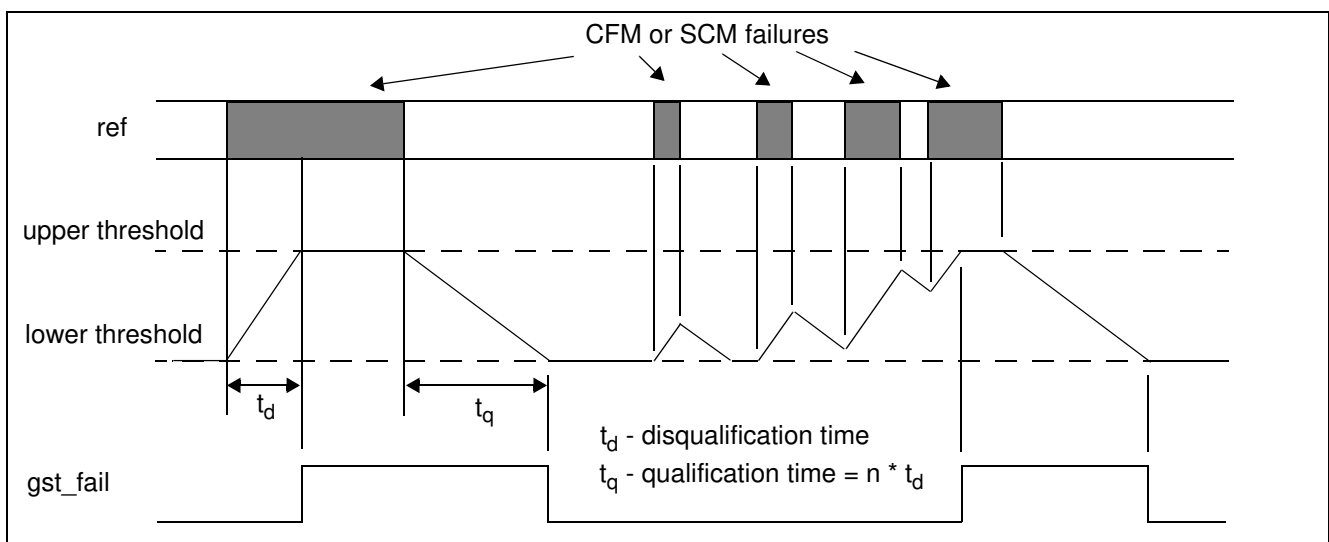 CFM or SCM failures
ref
upper threshold
lower threshold
td
tq
td - disqualification time
tq - qualification time = n * td
gst_fail